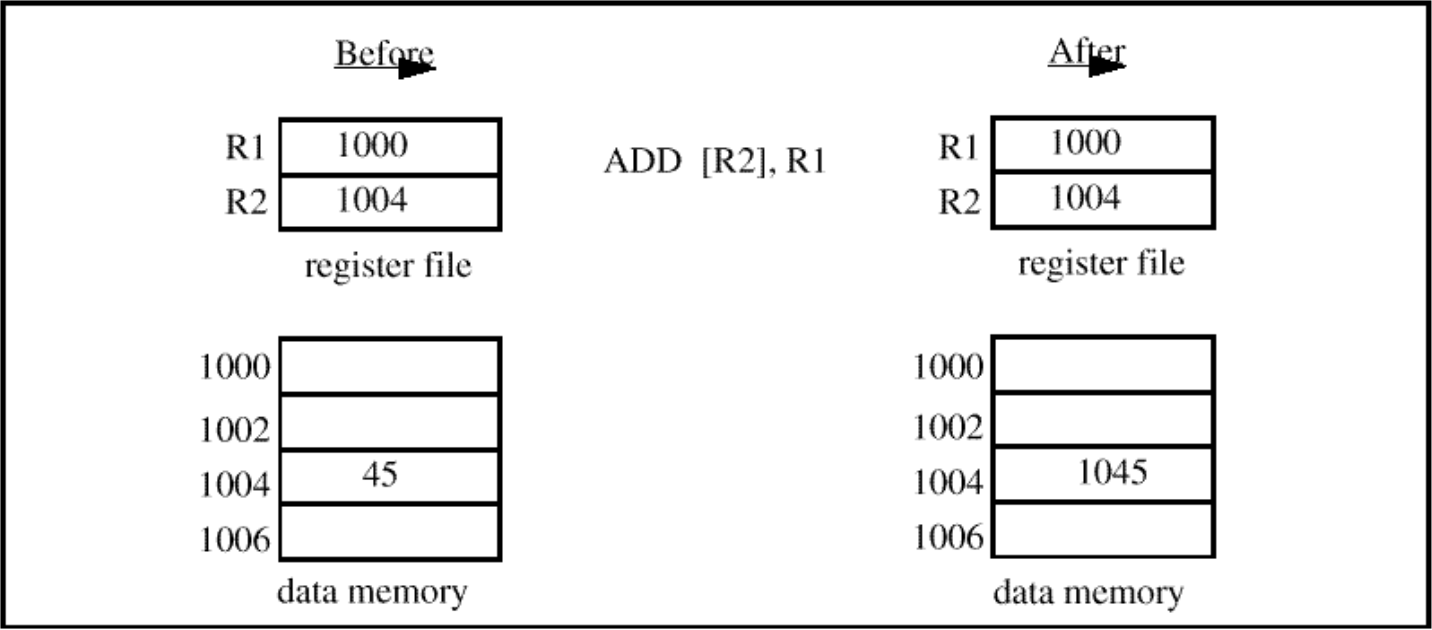 Before
After
R1 1000
R2 1004
register file
ADD [R2], R1
R1 1000
R2 1004
register file
1000
1002
1004 45
1006
data memory
1000
1002
1004 1045
1006
data memory